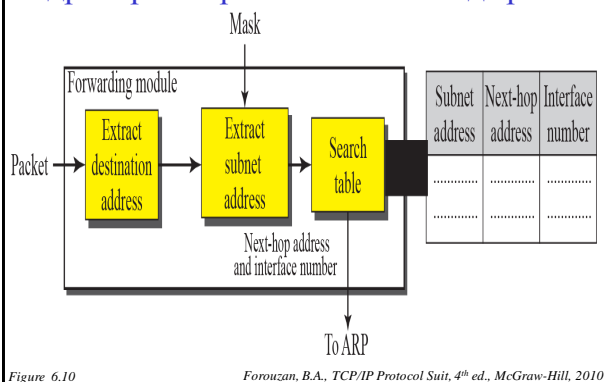 Mask
Forwarding module
Packet
Extract
destination
address
Extract
subnet
address
Search
table
Subnet
address
Next-hop
address
Interface
number
............... ............... ...............
............... ............... ...............
Next-hop address
and interface number
To ARP
Figure 6.10
Forouzan, B.A., TCP/IP Protocol Suit, 4th ed., McGraw-Hill, 2010